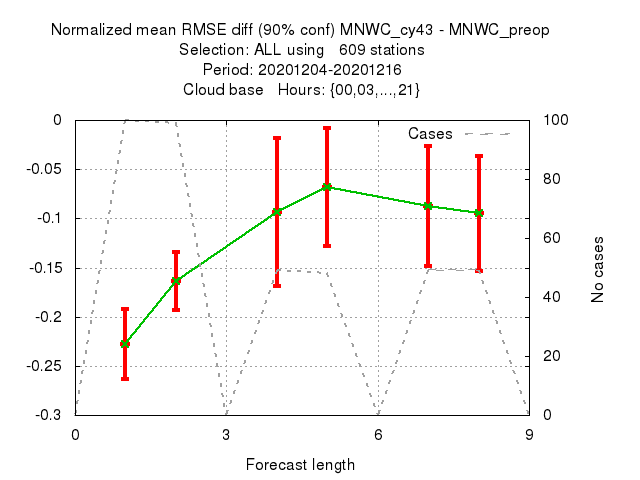 Normalized mean RMSE diff (90% conf) MNWC_cy43 - MNWC_preop
Selection: ALL using   609 stations
Period: 20201204-20201216
Cloud base   Hours: {00,03,...,21}
Cases
0
-0.05
-0.1
-0.15
-0.2
-0.25
-0.3
100
80
60
40
20
0
No cases
0 3 6 9
Forecast length